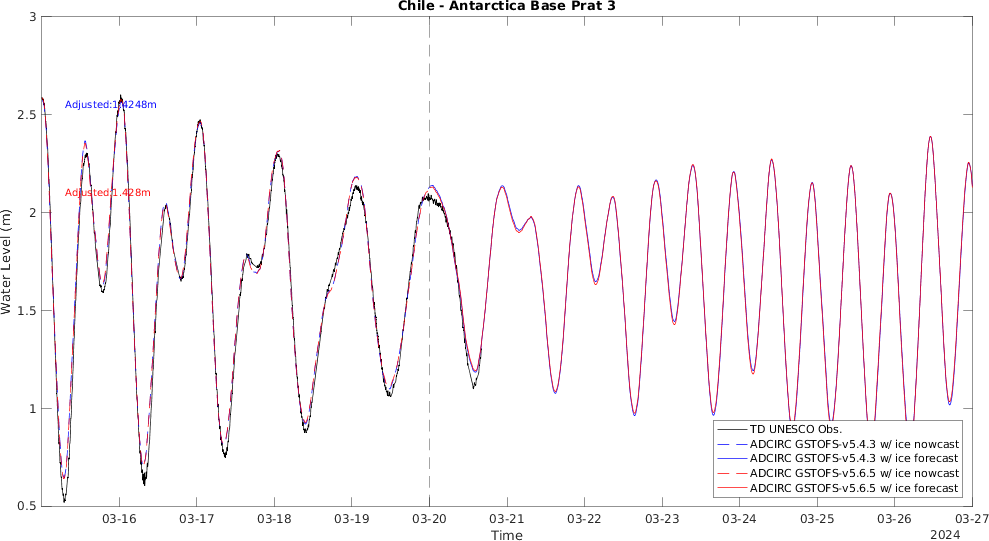 Chile - Antarctica Base Prat 3
3
2.5
2
1.5
1
0.5
Water Level (m)
Adjusted:1.4248m
Adjusted:1.428m
TD UNESCO Obs.
ADCIRC GSTOFS-v5.4.3 w/ ice nowcast
ADCIRC GSTOFS-v5.4.3 w/ ice forecast
ADCIRC GSTOFS-v5.6.5 w/ ice nowcast
ADCIRC GSTOFS-v5.6.5 w/ ice forecast
03-16 03-17 03-18 03-19 03-20 03-21 03-22 03-23 03-24 03-25 03-26 03-27
Time
2024